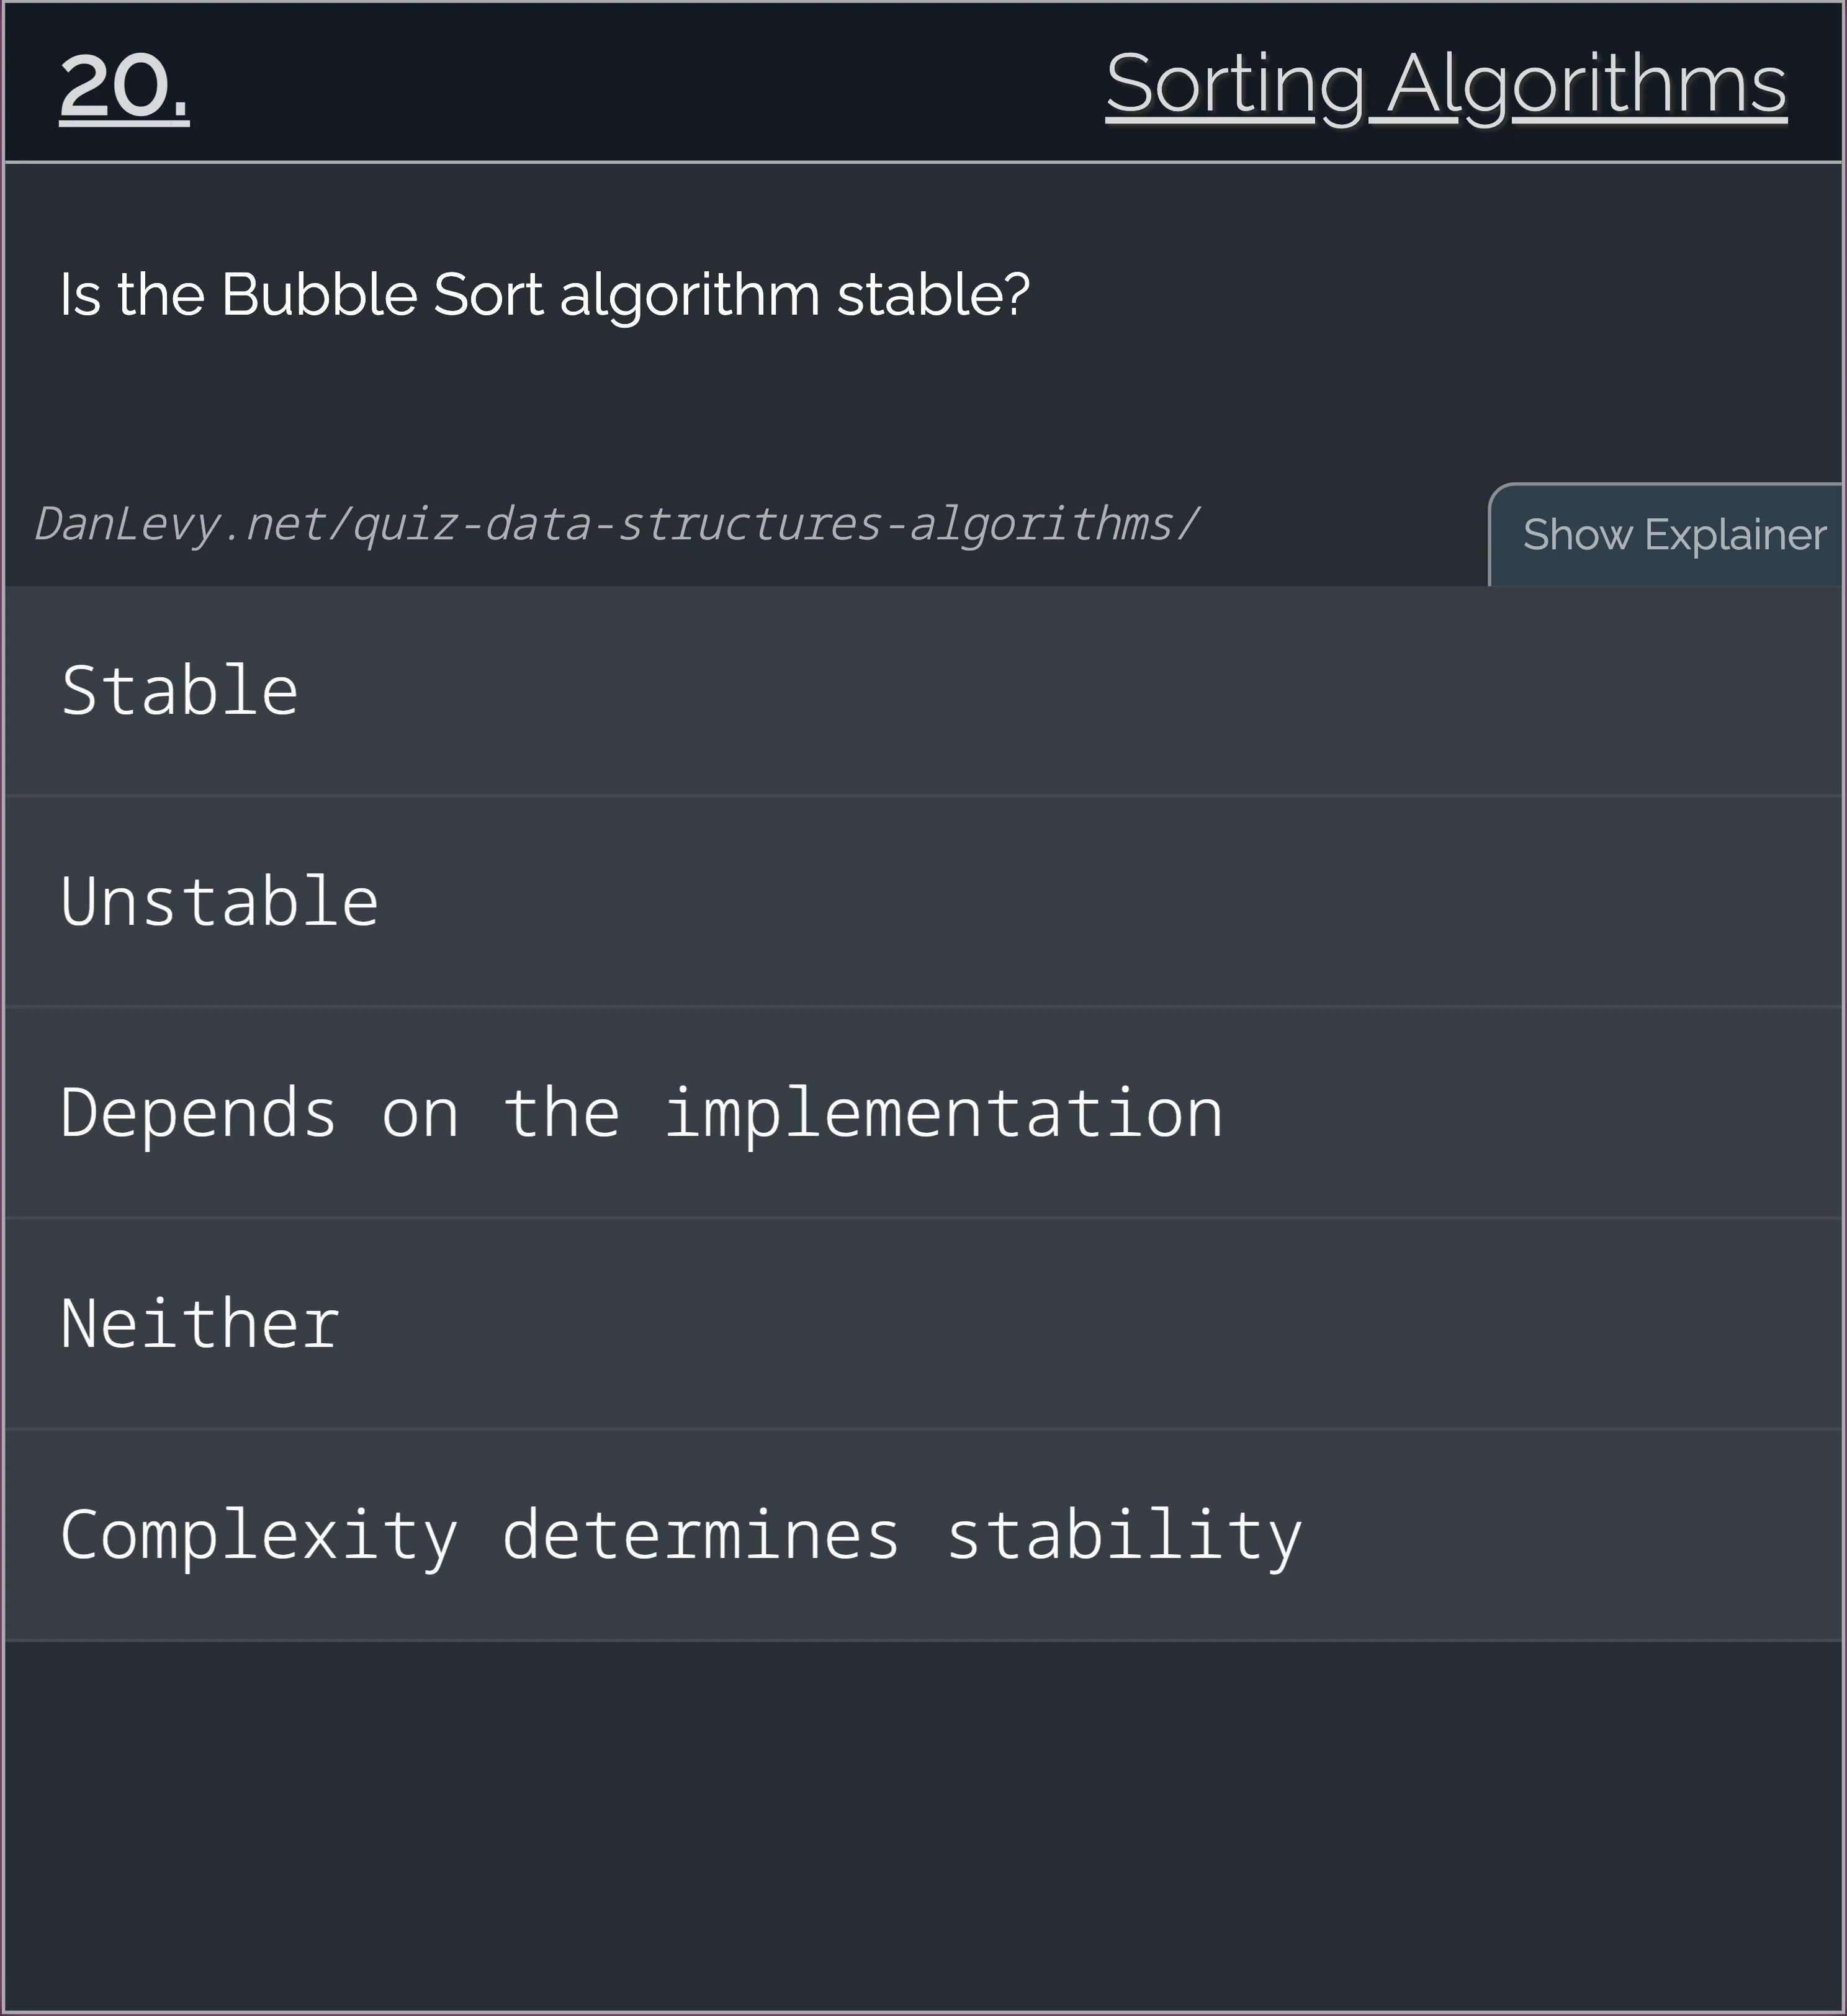 20.
Sorting Algorithms
Is the Bubble Sort algorithm stable?
DanLevy.net/quiz-data-structures-algorithms/
Show Explainer
Stable
Unstable
Depends on the implementation
Neither
Complexity determines stability